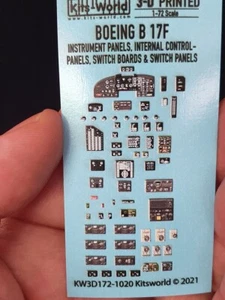 Kits-World 3-D PRINTED
1-72 Scale
BOEING B 17F
INSTRUMENT PANELS, INTERNAL CONTROL-
PANELS, SWITCH BOARDS & SWITCH PANELS
KW3D172-1020 Kitsworld © 2021